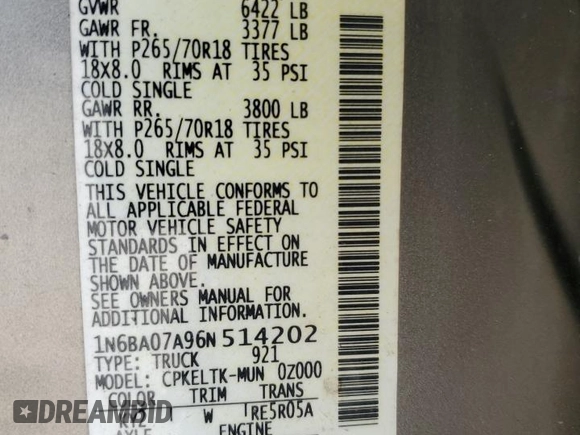 GVWR 6422 LB
GAWR FR. 3377 LB
WITH P265/70R18 TIRES
18X8.0 RIMS AT 35 PSI
COLD SINGLE
GAWR RR. 3800 LB
WITH P265/70R18 TIRES
18X8.0 RIMS AT 35 PSI
COLD SINGLE
THIS VEHICLE CONFORMS TO
ALL APPLICABLE FEDERAL
MOTOR VEHICLE SAFETY
STANDARDS IN EFFECT ON
THE DATE OF MANUFACTURE
SHOWN ABOVE.
SEE OWNERS MANUAL FOR
ADDITIONAL INFORMATION.
1N6BA07A96N514202
TYPE: TRUCK 921
MODEL: CPKELTK-MUN 0Z000
COLOR TRIM TRANS
W RE5R05A
AXLE ENGINE
DREAMBID